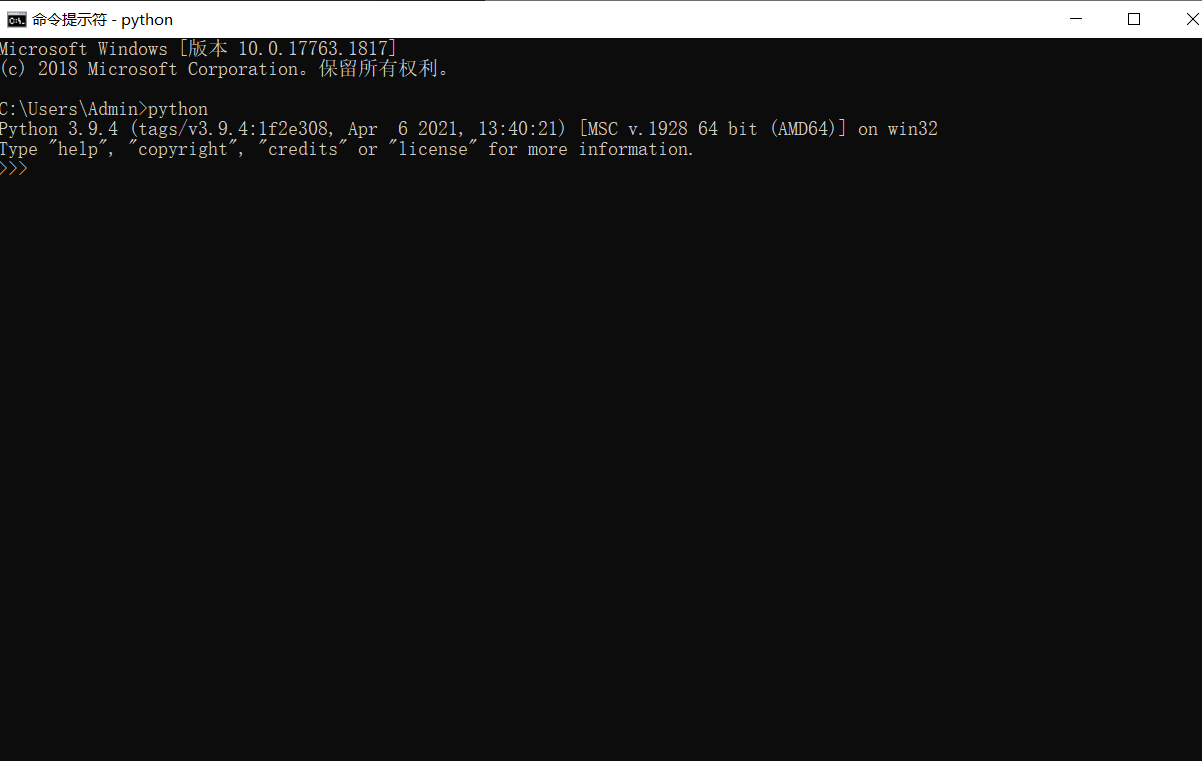 命令提示符 - python
Microsoft Windows [版本 10.0.17763.1817]
(c) 2018 Microsoft Corporation。保留所有权利。
C:\Users\Admin>python
Python 3.9.4 (tags/v3.9.4:1f2e308, Apr  6 2021, 13:40:21) [MSC v.1928 64 bit (AMD64)] on win32
Type "help", "copyright", "credits" or "license" for more information.
>>>